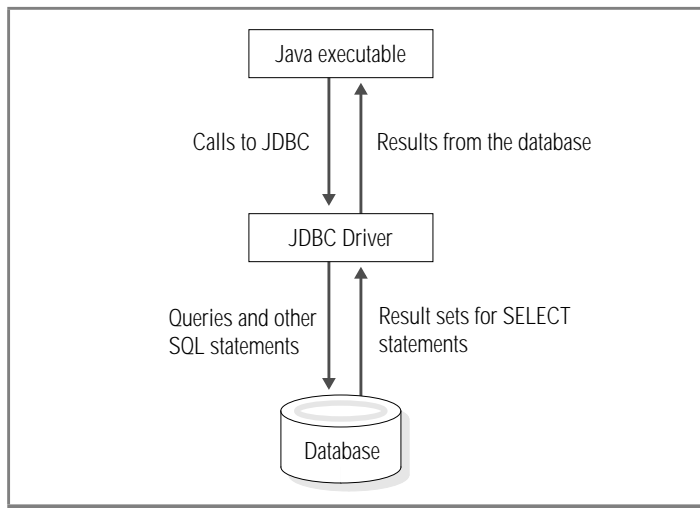 Java executable
Calls to JDBC
Results from the database
JDBC Driver
Queries and other
SQL statements
Result sets for SELECT
statements
Database